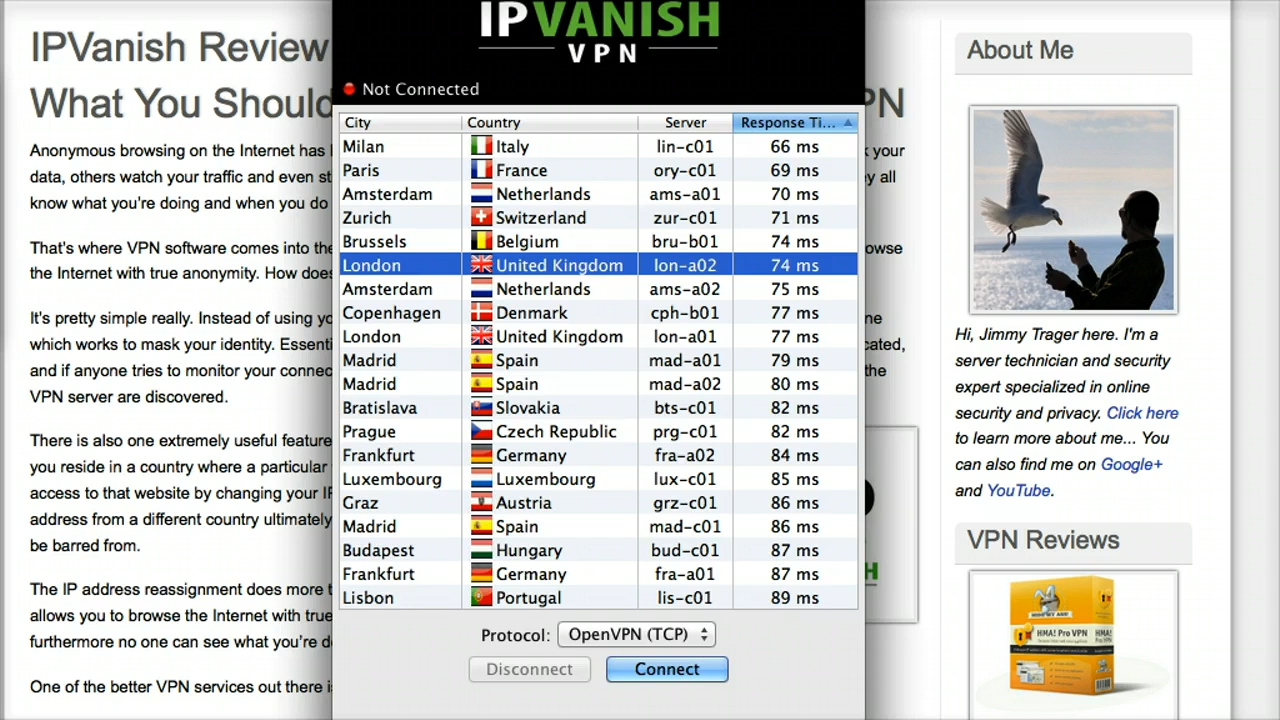 IPVanish Review
What You Should PN
Anonymous browsing on the Internet has your
data, others watch your traffic and even all
know what you're doing and when you do
That's where VPN software comes into the
the Internet with true anonymity. How does
It's pretty simple really. Instead of using
which works to mask your identity. cated,
and if anyone tries to monitor your the
VPN server are discovered.
There is also one extremely useful feature
you reside in a country where a particular
access to that website by changing your
address from a different country ultimately
be barred from.
The IP address reassignment does more
allows you to browse the Internet with true
furthermore no one can see what you're
One of the better VPN services out there
IPVANISH
VPN
Not Connected
City Country Server Response Ti...
Milan Italy lin-c01 66 ms
Paris France ory-c01 69 ms
Amsterdam Netherlands ams-a01 70 ms
Zurich Switzerland zur-c01 71 ms
Brussels Belgium bru-b01 74 ms
London United Kingdom lon-a02 74 ms
Amsterdam Netherlands ams-a02 75 ms
Copenhagen Denmark cph-b01 77 ms
London United Kingdom lon-a01 77 ms
Madrid Spain mad-a01 79 ms
Madrid Spain mad-a02 80 ms
Bratislava Slovakia bts-c01 82 ms
Prague Czech Republic prg-c01 82 ms
Frankfurt Germany fra-a02 84 ms
Luxembourg Luxembourg lux-c01 85 ms
Graz Austria grz-c01 86 ms
Madrid Spain mad-c01 86 ms
Budapest Hungary bud-c01 87 ms
Frankfurt Germany fra-a01 87 ms
Lisbon Portugal lis-c01 89 ms
Protocol: OpenVPN (TCP)
Disconnect Connect
About Me
Hi, Jimmy Trager here. I'm a
server technician and security
expert specialized in online
security and privacy. Click here
to learn more about me... You
can also find me on Google+
and YouTube.
VPN Reviews
HIDE MY ASS!
HMA! Pro VPN
HMA!